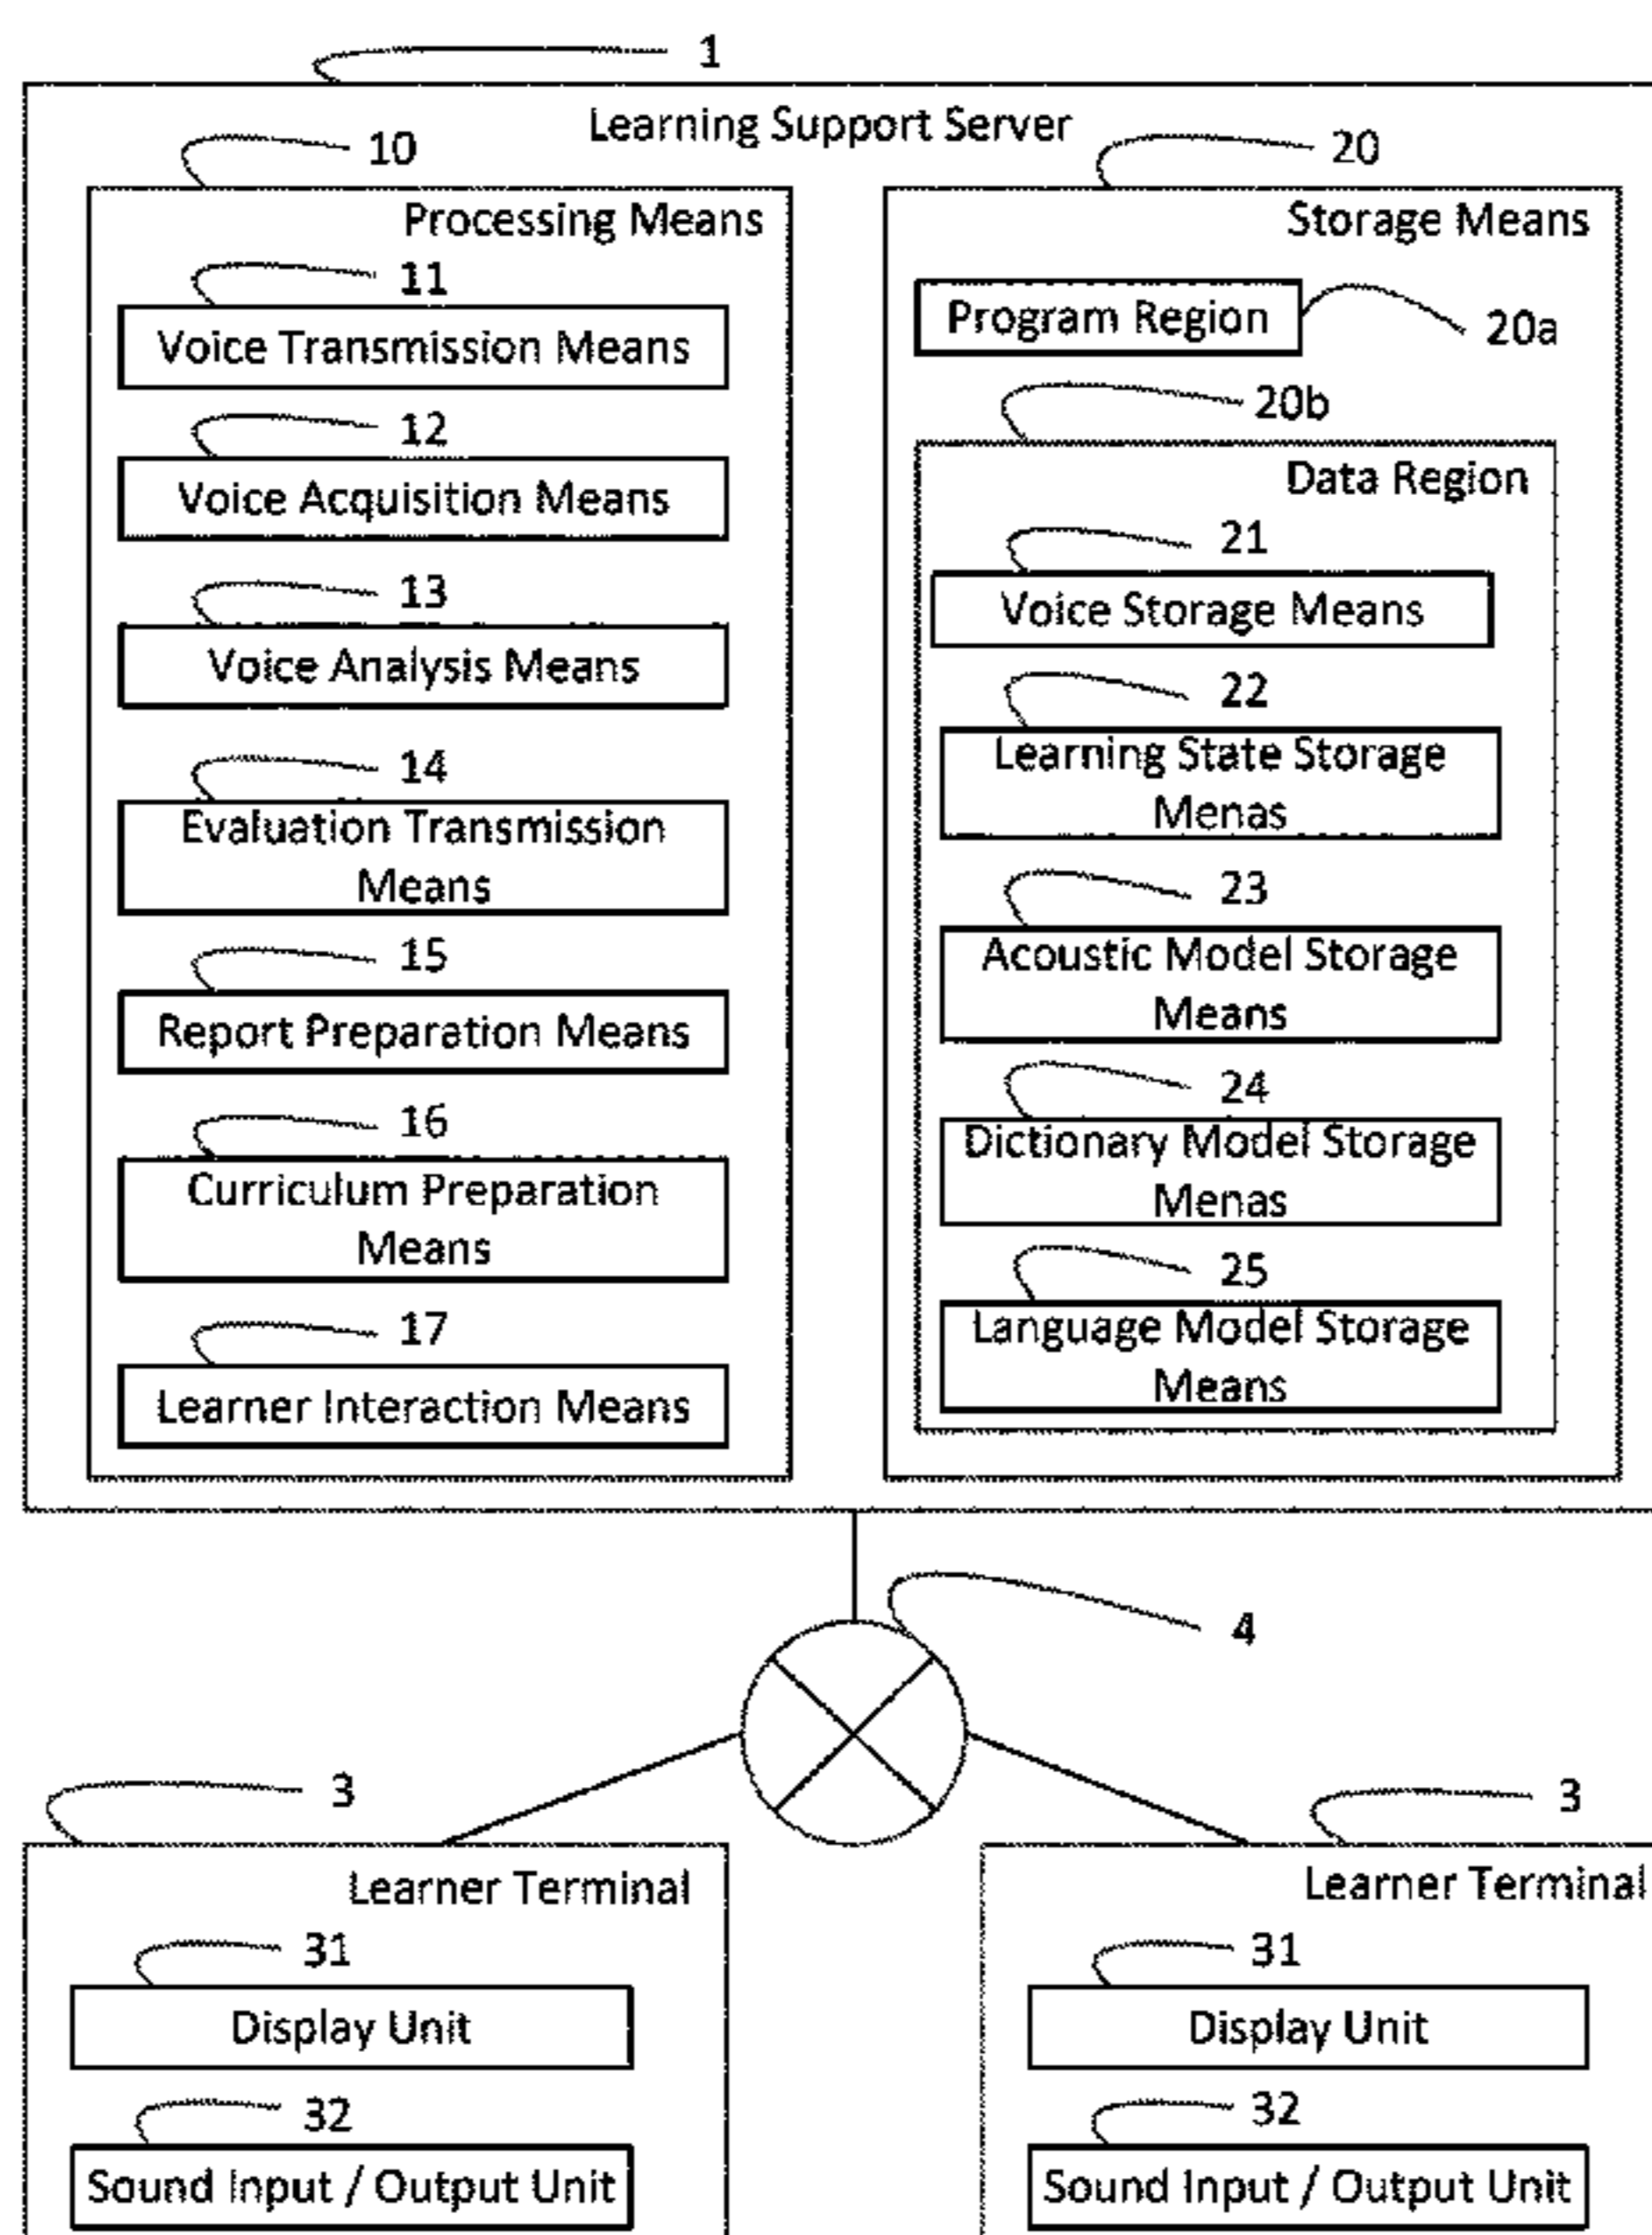 1
Learning Support Server
10
Processing Means
11
Voice Transmission Means
12
Voice Acquisition Means
13
Voice Analysis Means
14
Evaluation Transmission
Means
15
Report Preparation Means
16
Curriculum Preparation
Means
17
Learner Interaction Means
20
Storage Means
Program Region
20a
20b
Data Region
21
Voice Storage Means
22
Learning State Storage
Menas
23
Acoustic Model Storage
Means
24
Dictionary Model Storage
Menas
25
Language Model Storage
Means
4
3
Learner Terminal
31
Display Unit
32
Sound Input / Output Unit
3
Learner Terminal
31
Display Unit
32
Sound Input / Output Unit